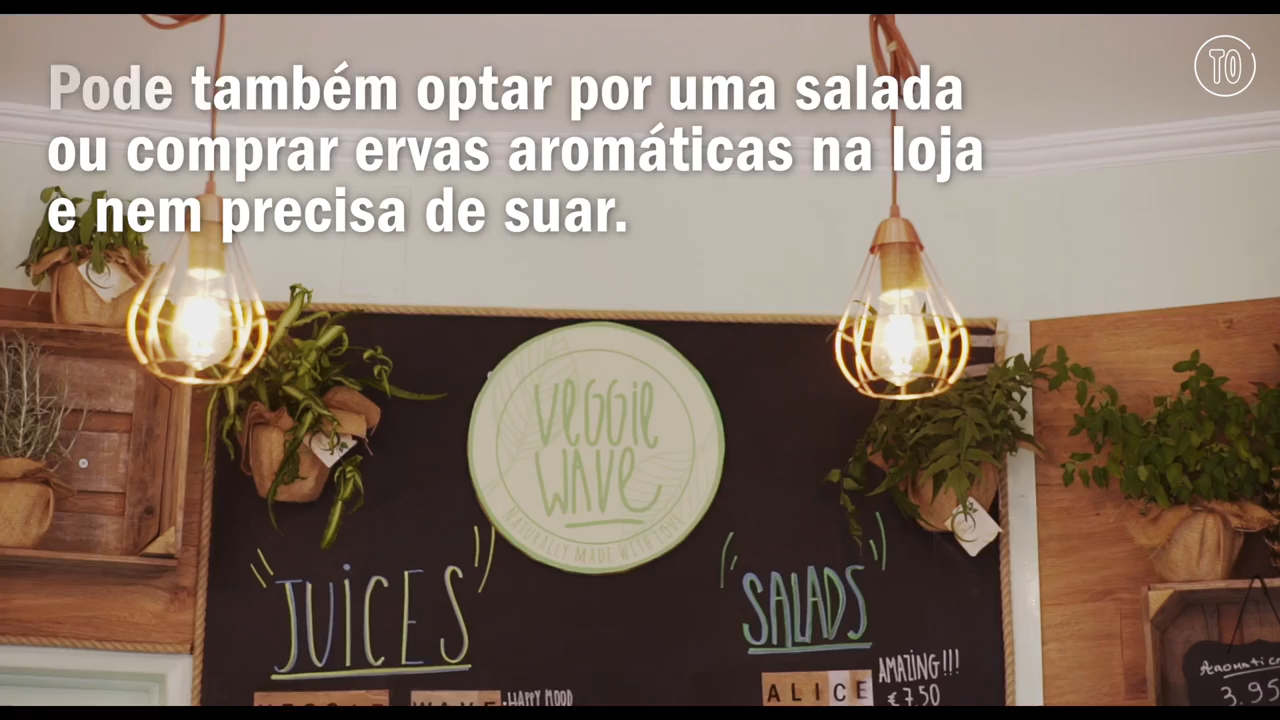 Pode também optar por uma salada
ou comprar ervas aromáticas na loja
e nem precisa de suar.
TO
VEGGIE
WAVE
NATURALLY MADE WITH LOVE
"JUICES"
"SALADS"
AMAZING!!!
ALICE
€7.50
WAVE
HAPPY MOOD
3.95